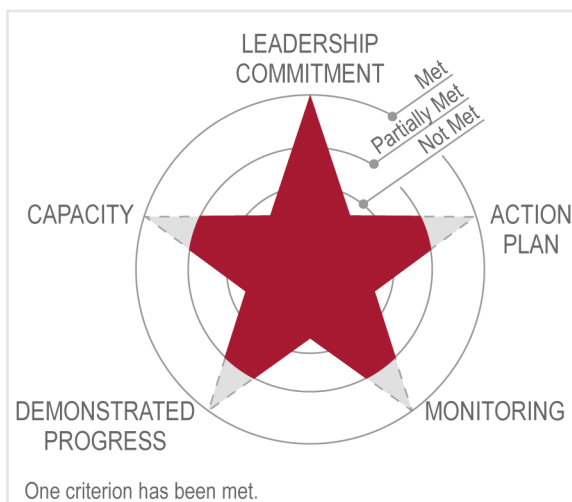 LEADERSHIP
COMMITMENT
Met
Partially Met
Not Met
CAPACITY
ACTION
PLAN
DEMONSTRATED
PROGRESS
MONITORING
One criterion has been met.